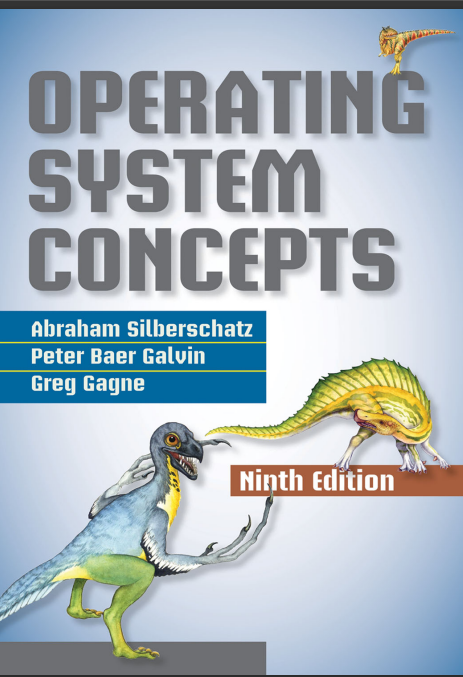 OPERATING
SYSTEM
CONCEPTS
Abraham Silberschatz
Peter Baer Galvin
Greg Gagne
Ninth Edition